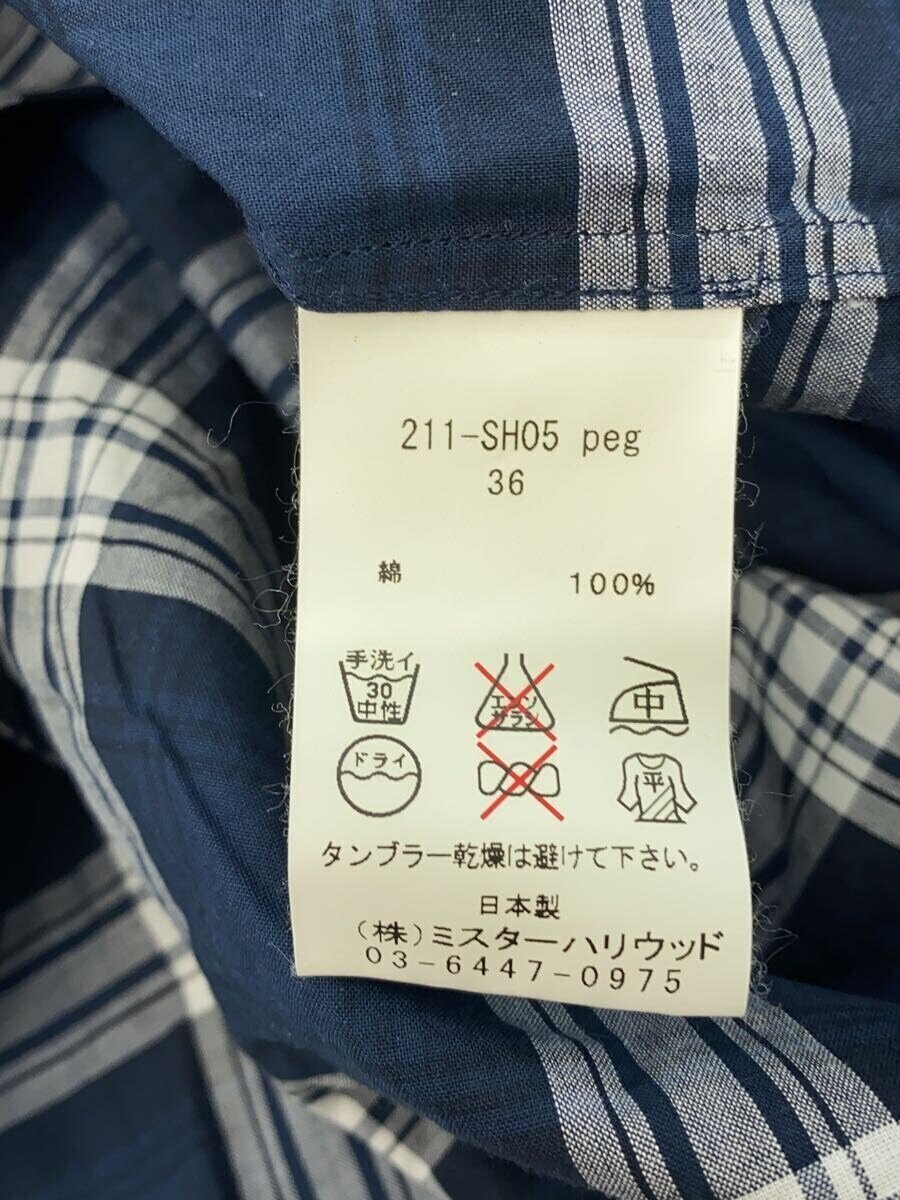 211-SH05 peg
36
綿 100%
手洗イ
30
中性
エンソ
サラシ
中
ドライ
平
タンブラー乾燥は避けて下さい。
日本製
(株)ミスターハリウッド
03-6447-0975